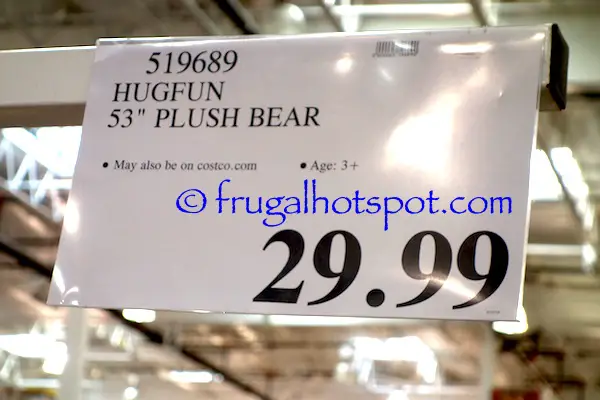 519689
HUGFUN
53" PLUSH BEAR
• May also be on costco.com • Age: 3+
© frugalhotspot.com
29.99